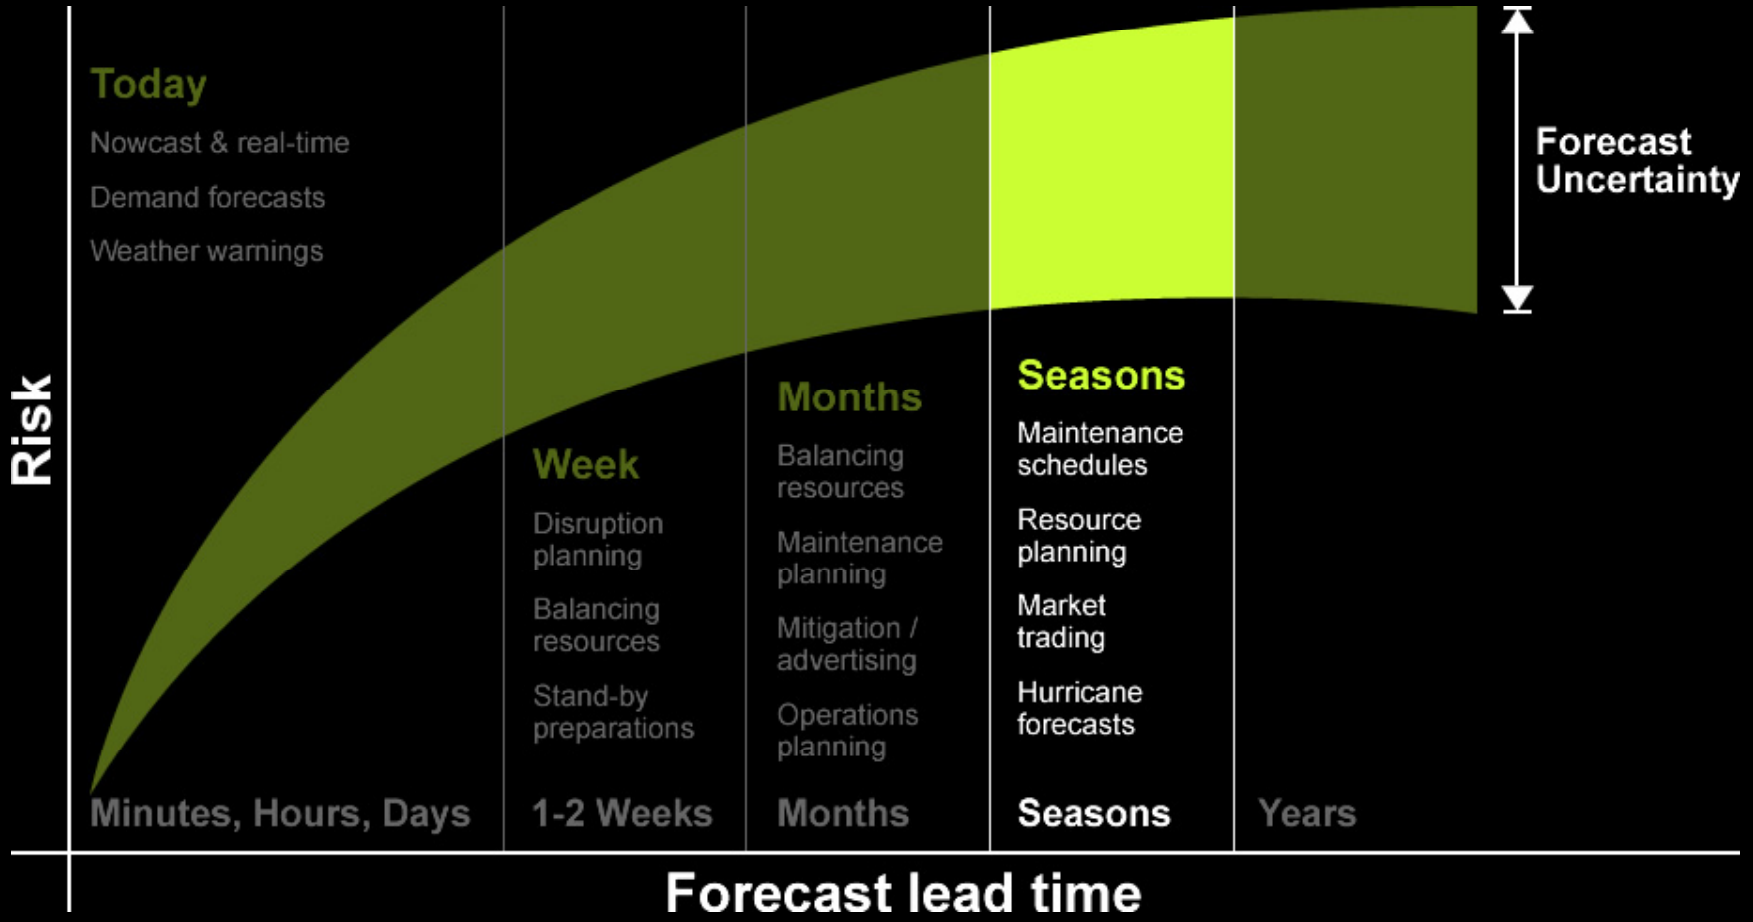 Today
Nowcast & real-time
Demand forecasts
Weather warnings
Forecast
Uncertainty
Risk
Week
Disruption
planning
Balancing
resources
Stand-by
preparations
Months
Balancing
resources
Maintenance
planning
Mitigation /
advertising
Operations
planning
Seasons
Maintenance
schedules
Resource
planning
Market
trading
Hurricane
forecasts
Minutes, Hours, Days
1-2 Weeks
Months
Seasons
Years
Forecast lead time